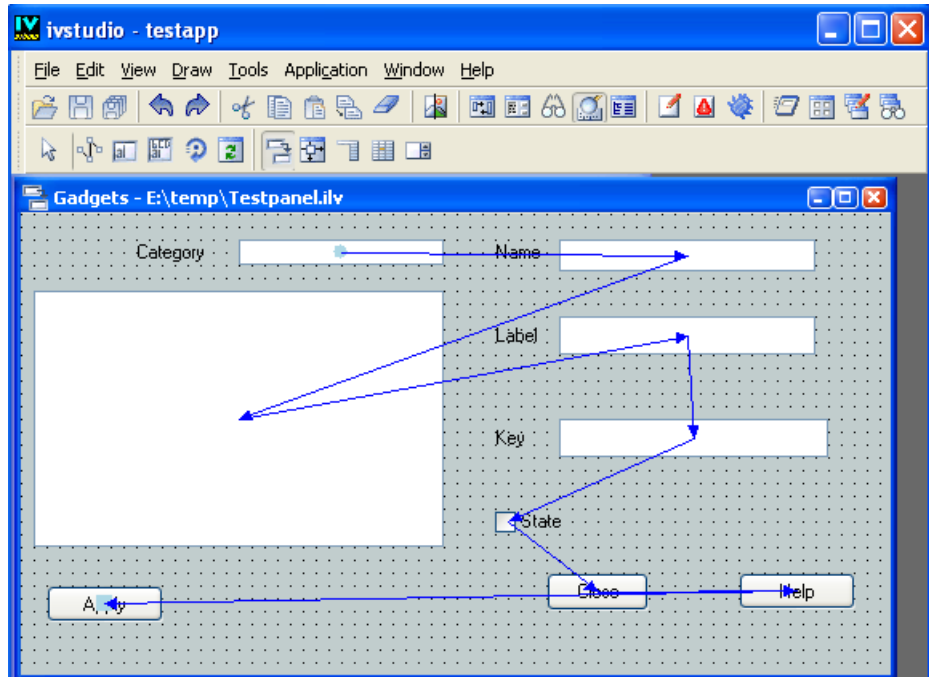 ivstudio - testapp
File Edit View Draw Tools Application Window Help
Gadgets - E:\temp\Testpanel.ilv
Category
Name
Label
Key
State
Close
Help